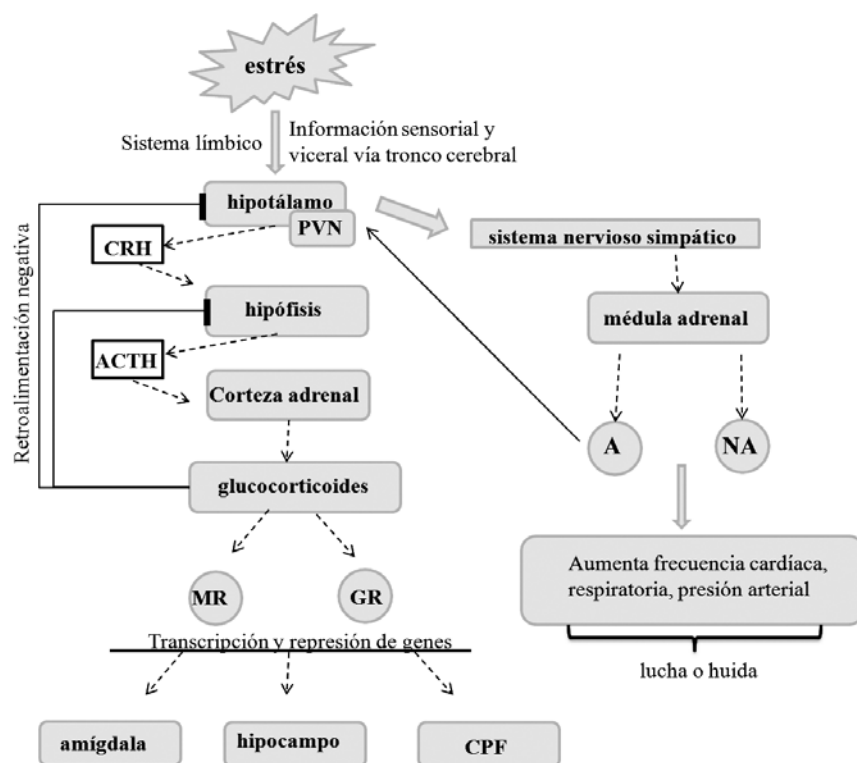 estrés
Sistema límbico
Información sensorial y
viceral vía tronco cerebral
hipotálamo
PVN
CRH
hipófisis
ACTH
Corteza adrenal
glucocorticoides
Retroalimentación negativa
MR
GR
Transcripción y represión de genes
amígdala
hipocampo
CPF
sistema nervioso simpático
médula adrenal
A
NA
Aumenta frecuencia cardíaca,
respiratoria, presión arterial
lucha o huida